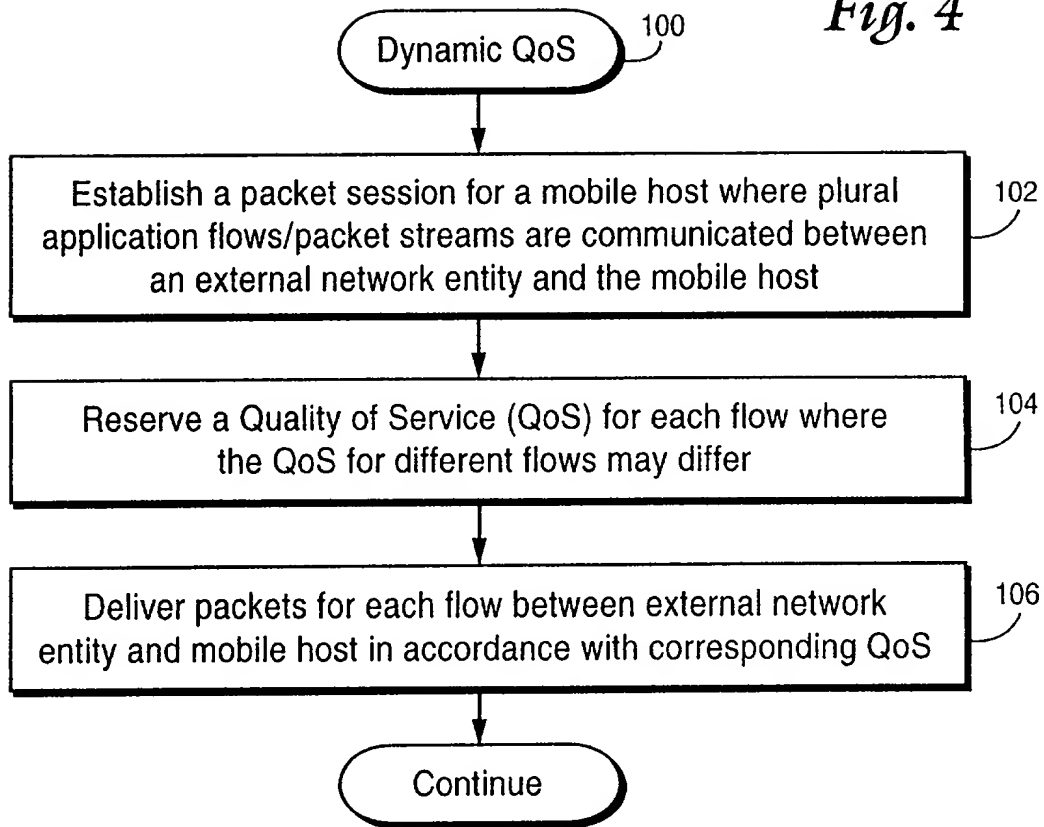 Fig. 4
Dynamic QoS
100
Establish a packet session for a mobile host where plural
application flows/packet streams are communicated between
an external network entity and the mobile host
102
Reserve a Quality of Service (QoS) for each flow where
the QoS for different flows may differ
104
Deliver packets for each flow between external network
entity and mobile host in accordance with corresponding QoS
106
Continue